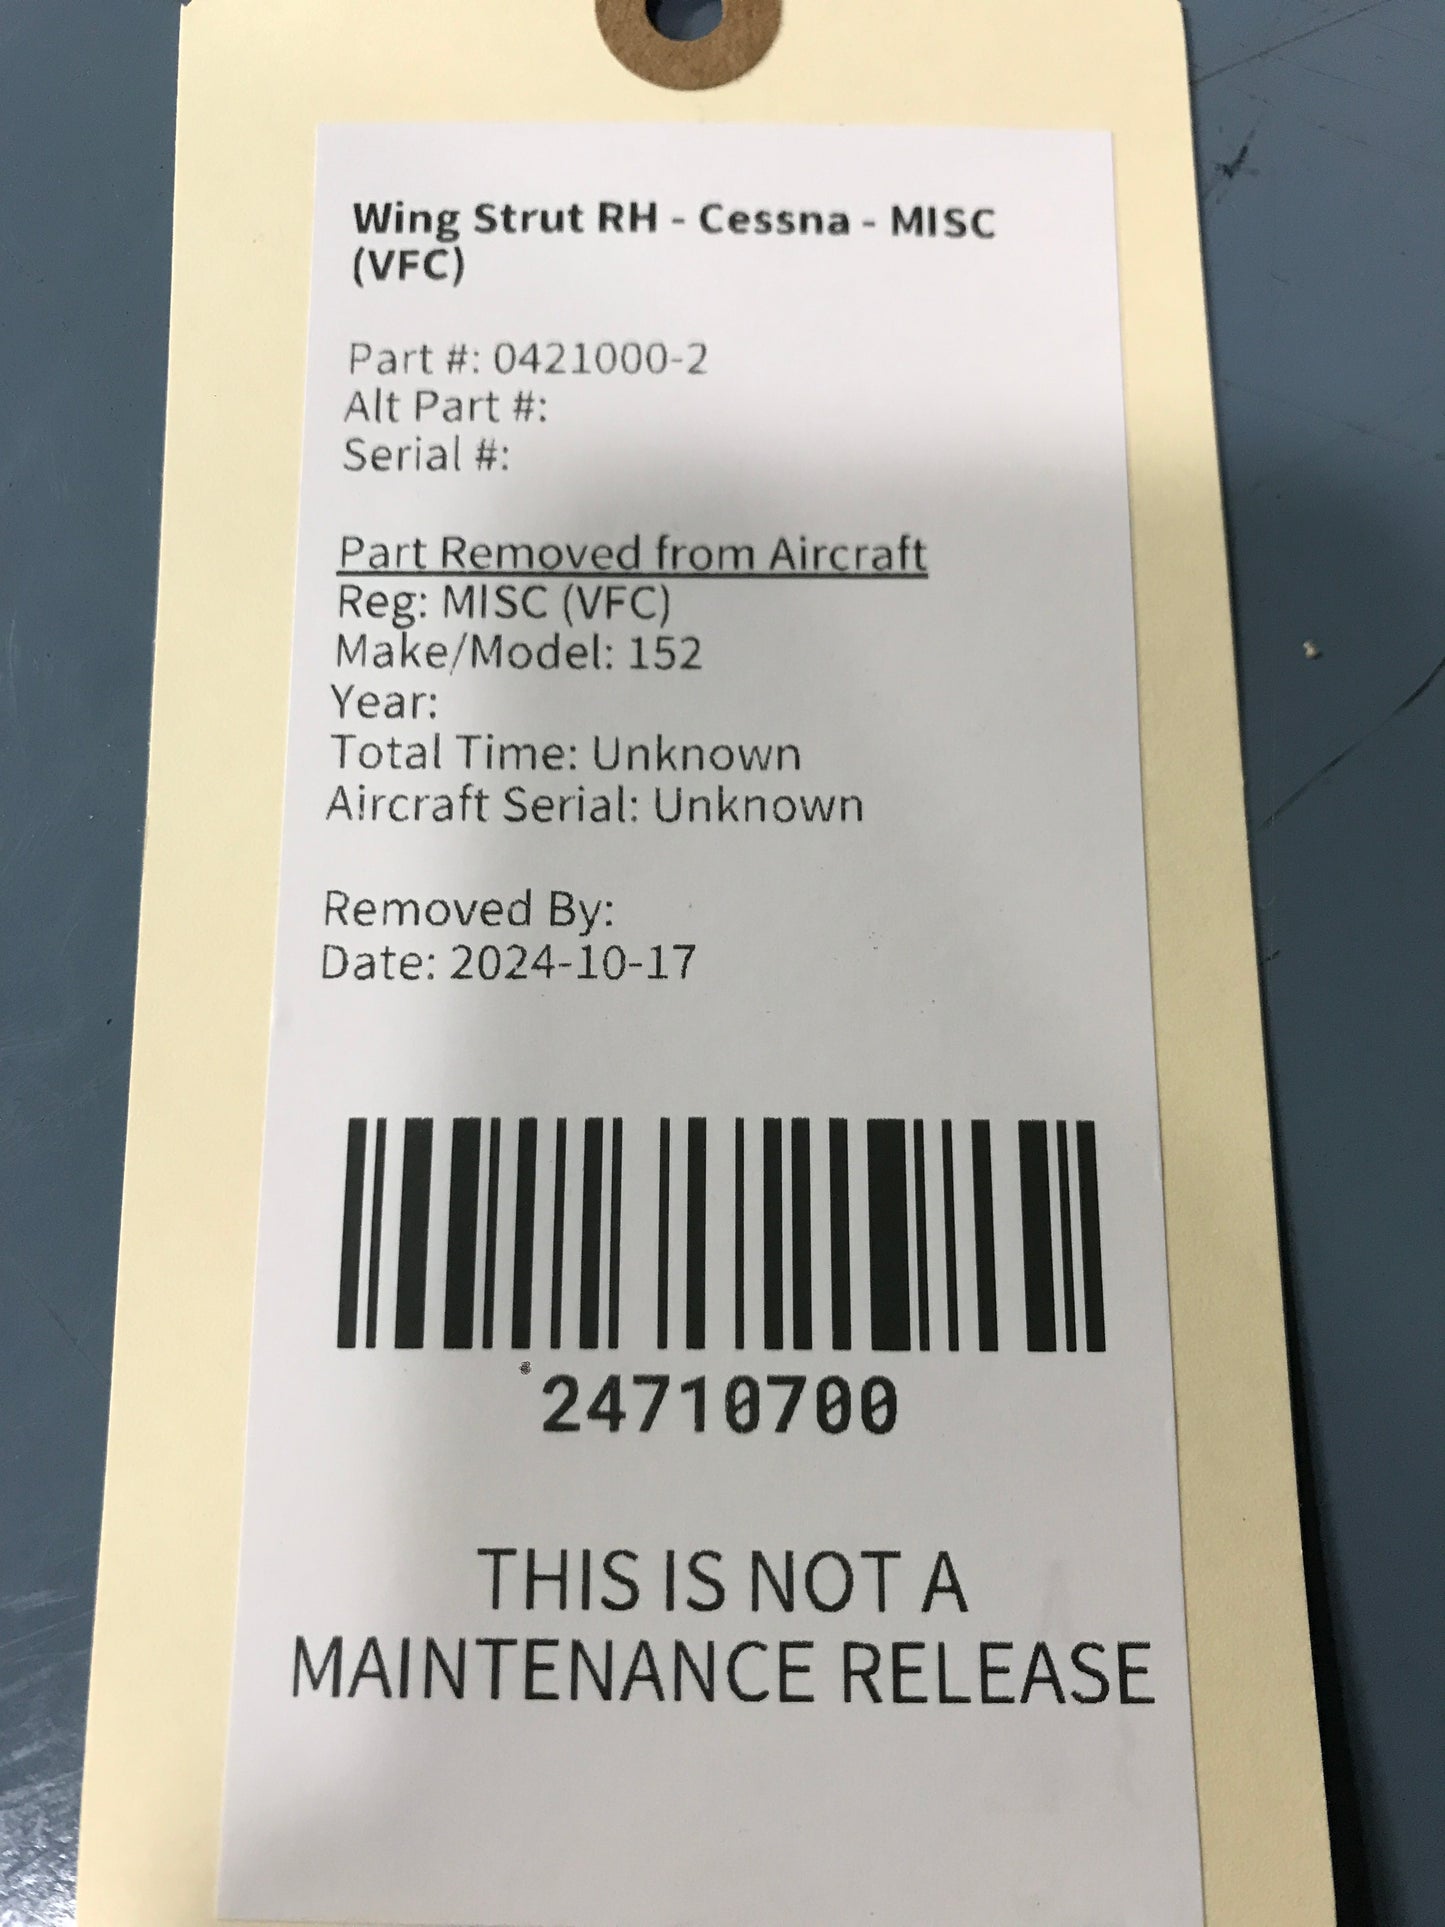 Wing Strut RH - Cessna - MISC
(VFC)
Part #: 0421000-2
Alt Part #:
Serial #:
Part Removed from Aircraft
Reg: MISC (VFC)
Make/Model: 152
Year:
Total Time: Unknown
Aircraft Serial: Unknown
Removed By:
Date: 2024-10-17
24710700
THIS IS NOT A
MAINTENANCE RELEASE